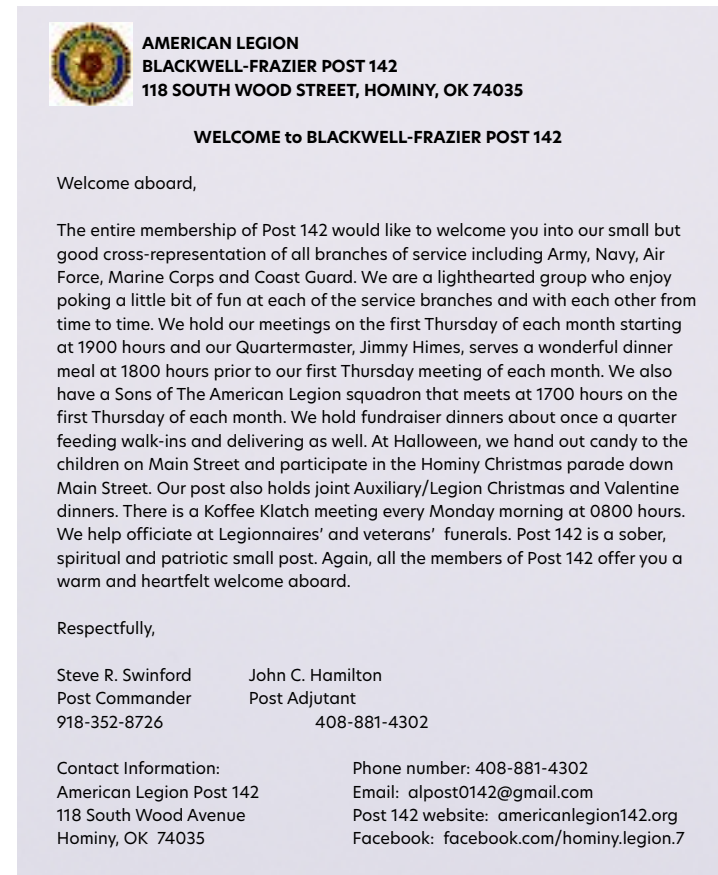 AMERICAN LEGION
BLACKWELL-FRAZIER POST 142
118 SOUTH WOOD STREET, HOMINY, OK 74035
WELCOME to BLACKWELL-FRAZIER POST 142
Welcome aboard,
The entire membership of Post 142 would like to welcome you into our small but
good cross-representation of all branches of service including Army, Navy, Air
Force, Marine Corps and Coast Guard. We are a lighthearted group who enjoy
poking a little bit of fun at each of the service branches and with each other from
time to time. We hold our meetings on the first Thursday of each month starting
at 1900 hours and our Quartermaster, Jimmy Himes, serves a wonderful dinner
meal at 1800 hours prior to our first Thursday meeting of each month. We also
have a Sons of The American Legion squadron that meets at 1700 hours on the
first Thursday of each month. We hold fundraiser dinners about once a quarter
feeding walk-ins and delivering as well. At Halloween, we hand out candy to the
children on Main Street and participate in the Hominy Christmas parade down
Main Street. Our post also holds joint Auxiliary/Legion Christmas and Valentine
dinners. There is a Koffee Klatch meeting every Monday morning at 0800 hours.
We help officiate at Legionnaires' and veterans' funerals. Post 142 is a sober,
spiritual and patriotic small post. Again, all the members of Post 142 offer you a
warm and heartfelt welcome aboard.
Respectfully,
Steve R. Swinford John C. Hamilton
Post Commander Post Adjutant
918-352-8726 408-881-4302
Contact Information: Phone number: 408-881-4302
American Legion Post 142 Email: alpost0142@gmail.com
118 South Wood Avenue Post 142 website: americanlegion142.org
Hominy, OK 74035 Facebook: facebook.com/hominy.legion.7